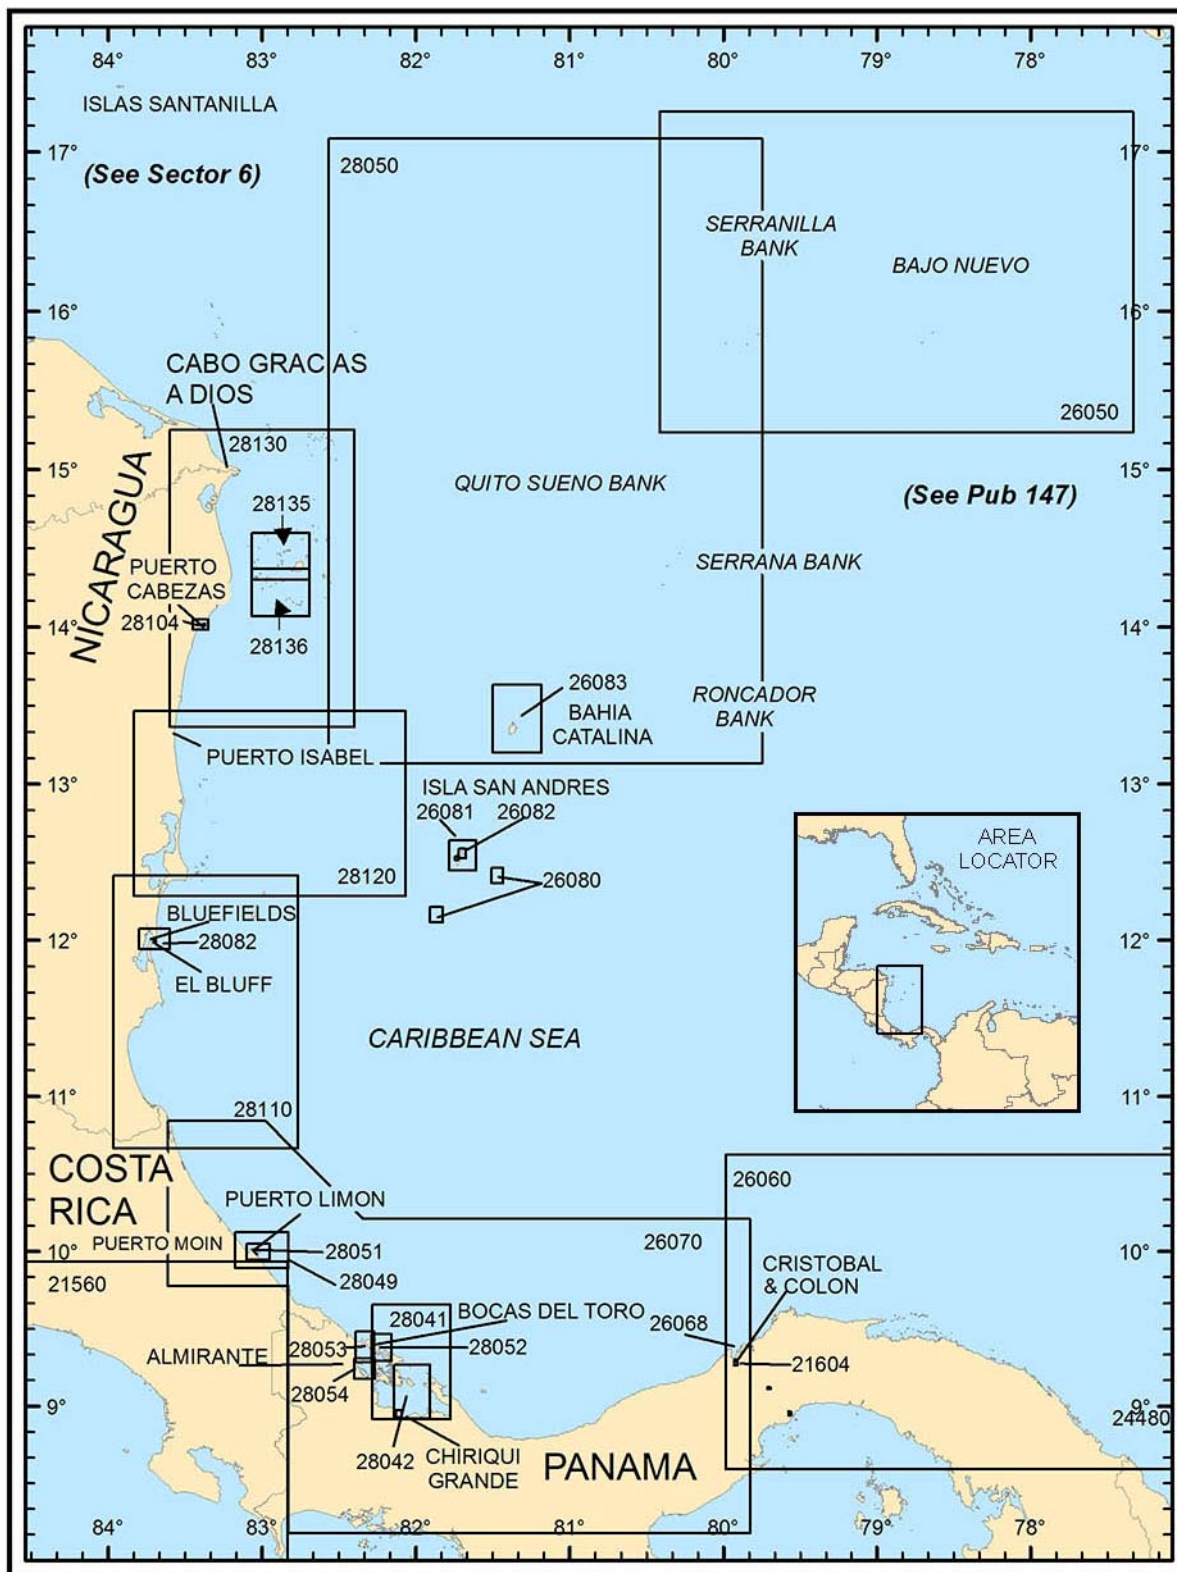 84° 83° 82° 81° 80° 79° 78°
ISLAS SANTANILLA
17° 17°
(See Sector 6)
28050
SERRANILLA
BANK
BAJO NUEVO
16° 16°
CABO GRACIAS
A DIOS
26050
28130
15° 15°
QUITO SUENO BANK
(See Pub 147)
NICARAGUA
28135
PUERTO
CABEZAS
SERRANA BANK
28104
14° 14°
28136
26083
RONCADOR
BANK
BAHIA
CATALINA
PUERTO ISABEL
13° 13°
ISLA SAN ANDRES
26081 26082
AREA
LOCATOR
28120
26080
BLUEFIELDS
12° 12°
28082
EL BLUFF
CARIBBEAN SEA
11° 11°
28110
COSTA
RICA
26060
PUERTO LIMON
PUERTO MOIN
10° 10°
28051
26070
CRISTOBAL
& COLON
21560
28049
28041
BOCAS DEL TORO
26068
28053
28052
ALMIRANTE
21604
28054
9° 9°
24480
28042
CHIRIQUI
GRANDE
PANAMA
84° 83° 82° 81° 80° 79° 78°